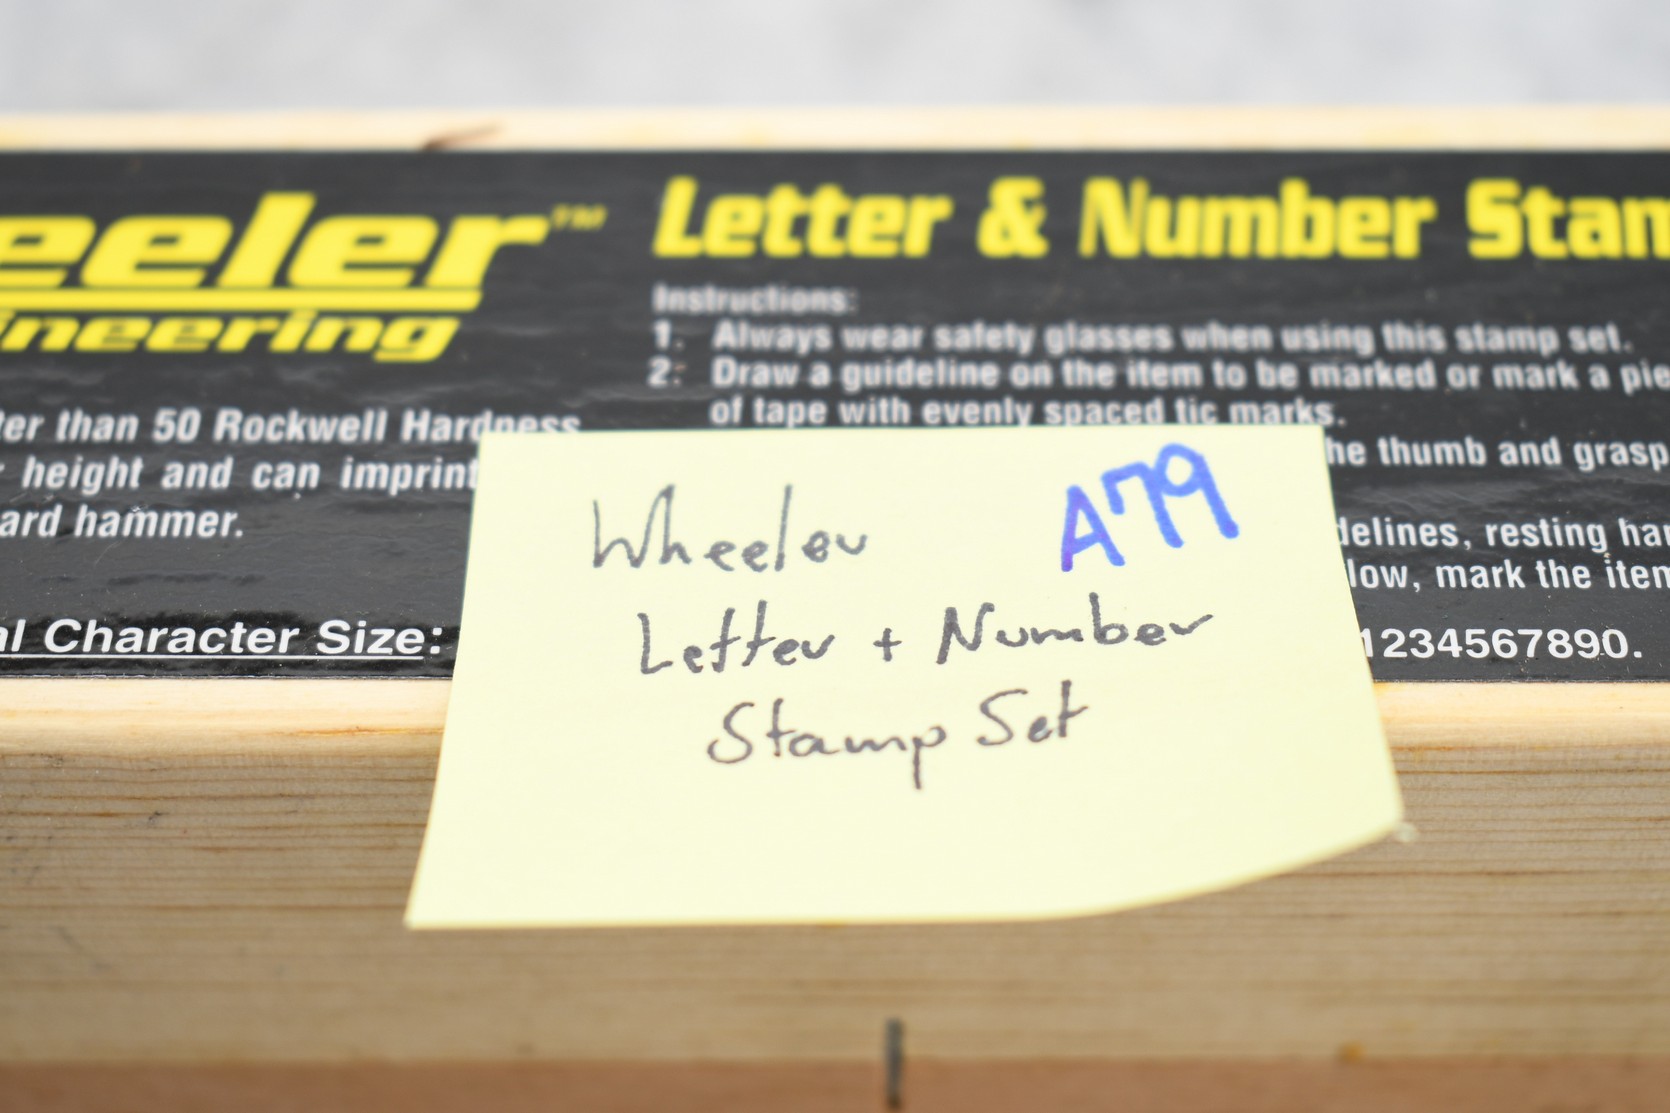 eeler™
ineering
ter than 50 Rockwell Hardness
height and can imprint
ard hammer.
al Character Size:
Letter & Number Stam
Instructions:
1. Always wear safety glasses when using this stamp set.
2. Draw a guideline on the item to be marked or mark a pie
of tape with evenly spaced tic marks.
he thumb and grasp
delines, resting har
low, mark the item
1234567890.
Wheeler A79
Letter + Number
Stamp Set